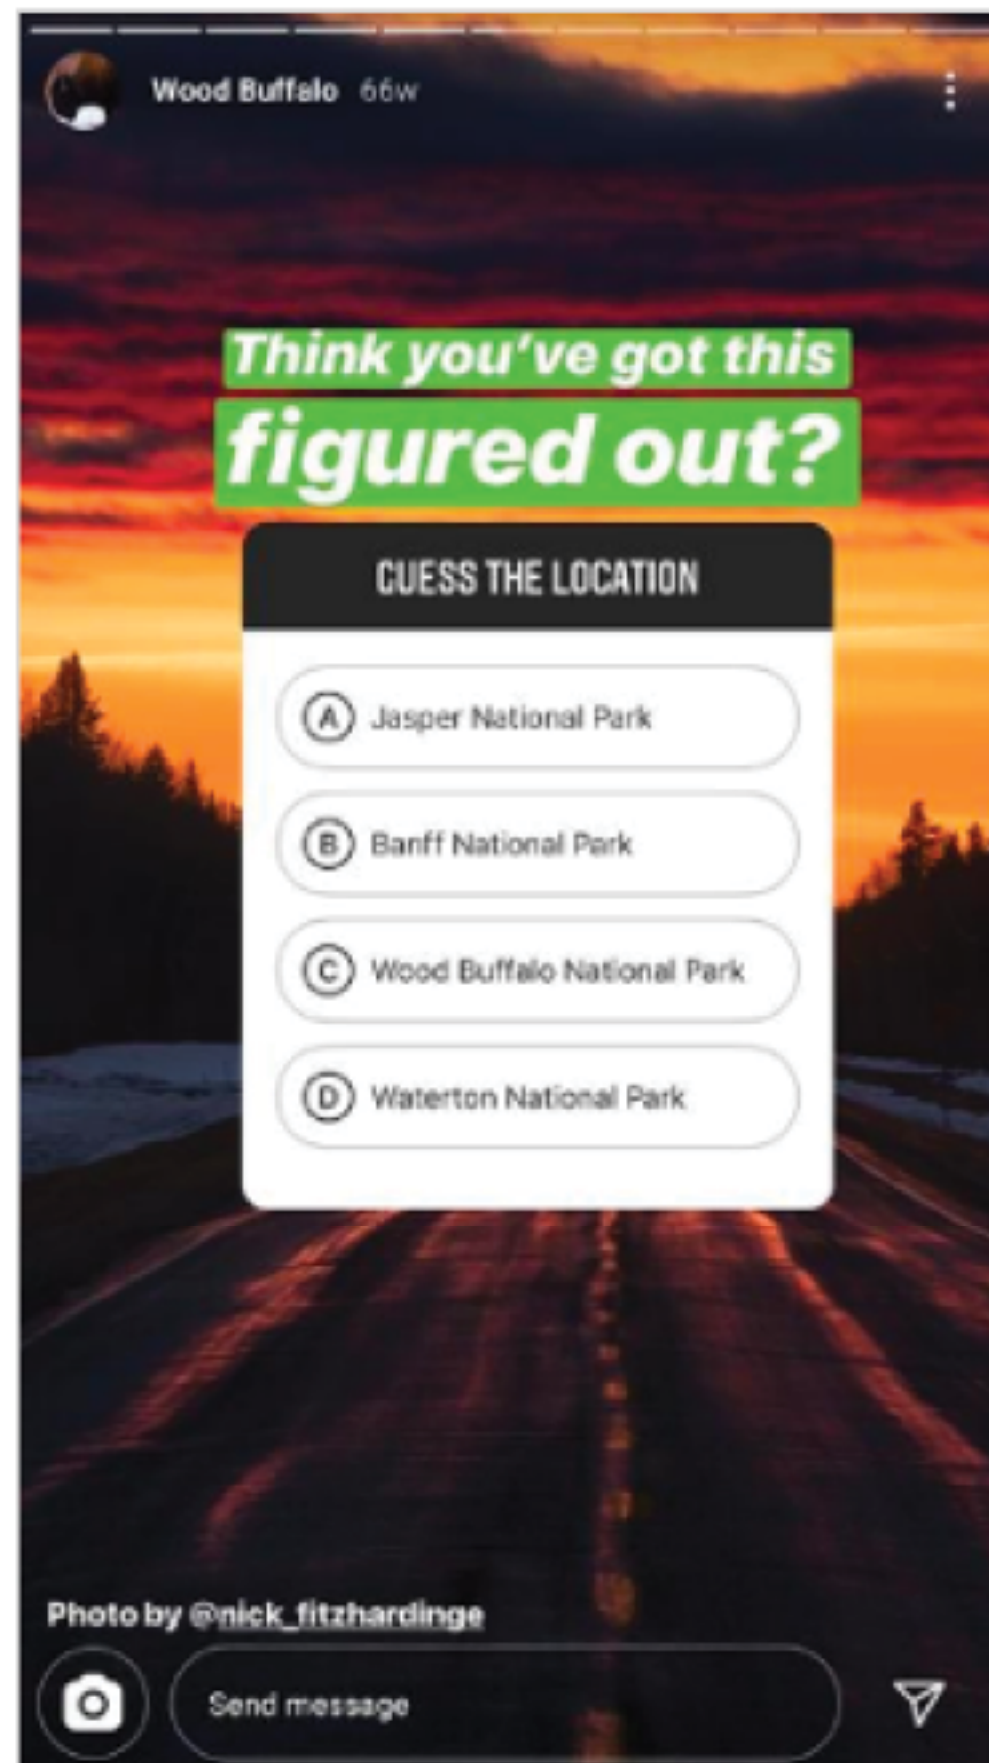 Wood Buffalo 66w
Think you've got this
figured out?
GUESS THE LOCATION
A Jasper National Park
B Banff National Park
C Wood Buffalo National Park
D Waterton National Park
Photo by @nick_fitzhardinge
Send message